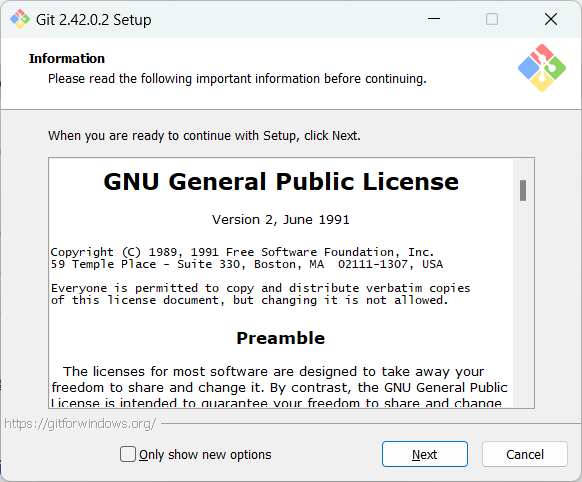 Git 2.42.0.2 Setup
Information
Please read the following important information before continuing.
When you are ready to continue with Setup, click Next.
GNU General Public License
Version 2, June 1991
Copyright (C) 1989, 1991 Free Software Foundation, Inc.
59 Temple Place - Suite 330, Boston, MA  02111-1307, USA
Everyone is permitted to copy and distribute verbatim copies
of this license document, but changing it is not allowed.
Preamble
The licenses for most software are designed to take away your
freedom to share and change it. By contrast, the GNU General Public
License is intended to guarantee your freedom to share and change
https://gitforwindows.org/
Only show new options
Next
Cancel